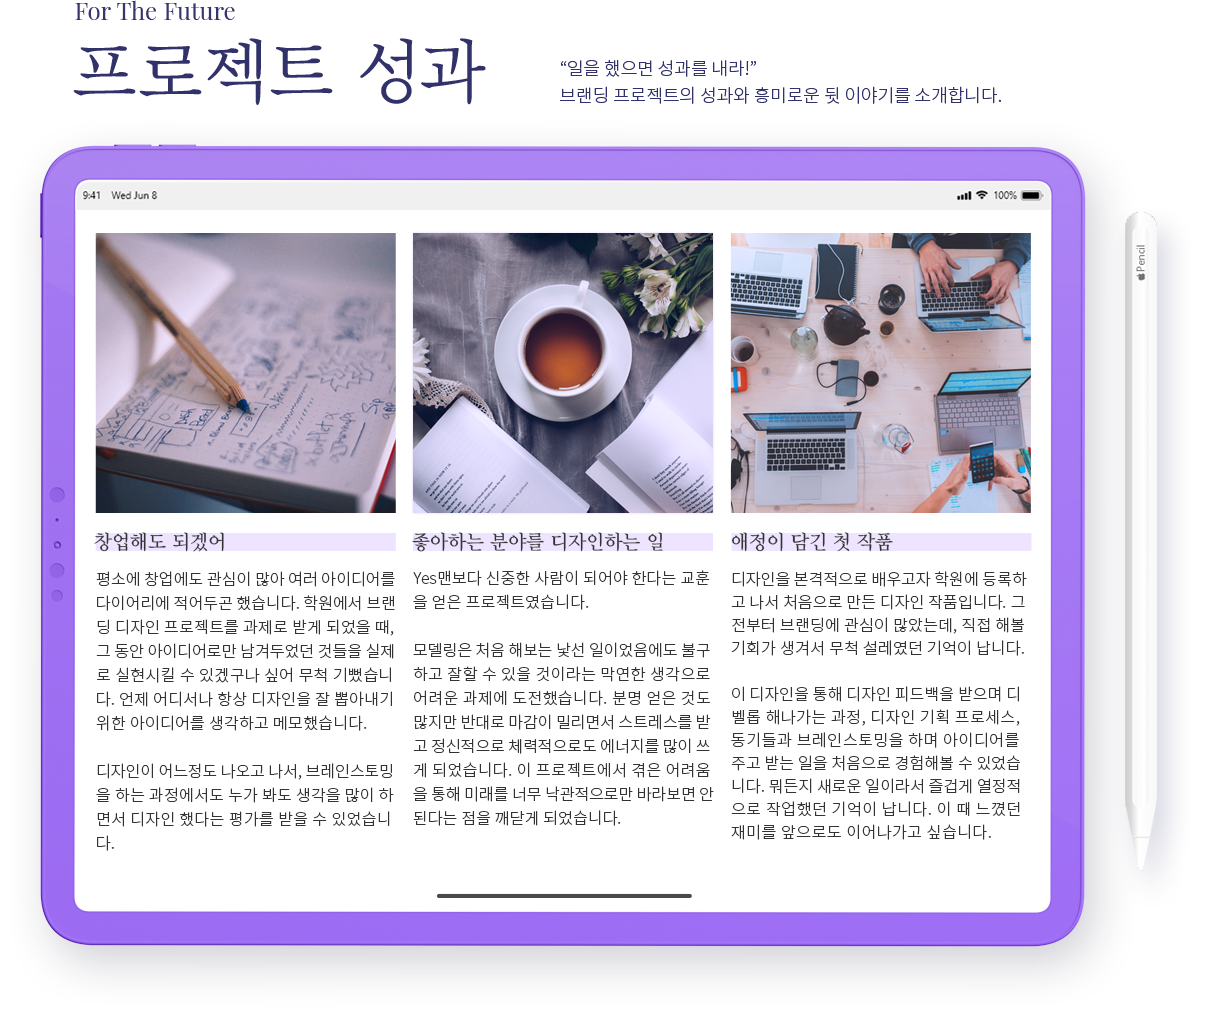 For The Future
프로젝트 성과
“일을 했으면 성과를 내라!”
브랜딩 프로젝트의 성과와 흥미로운 뒷 이야기를 소개합니다.
9:41 Wed Jun 8
100%
Pencil
창업해도 되겠어
평소에 창업에도 관심이 많아 여러 아이디어를
다이어리에 적어두곤 했습니다. 학원에서 브랜
딩 디자인 프로젝트를 과제로 받게 되었을 때,
그 동안 아이디어로만 남겨두었던 것들을 실제
로 실현시킬 수 있겠구나 싶어 무척 기뻤습니
다. 언제 어디서나 항상 디자인을 잘 뽑아내기
위한 아이디어를 생각하고 메모했습니다.
디자인이 어느정도 나오고 나서, 브레인스토밍
을 하는 과정에서도 누가 봐도 생각을 많이 하
면서 디자인 했다는 평가를 받을 수 있었습니
다.
좋아하는 분야를 디자인하는 일
Yes맨보다 신중한 사람이 되어야 한다는 교훈
을 얻은 프로젝트였습니다.
모델링은 처음 해보는 낯선 일이었음에도 불구
하고 잘할 수 있을 것이라는 막연한 생각으로
어려운 과제에 도전했습니다. 분명 얻은 것도
많지만 반대로 마감이 밀리면서 스트레스를 받
고 정신적으로 체력적으로도 에너지를 많이 쓰
게 되었습니다. 이 프로젝트에서 겪은 어려움
을 통해 미래를 너무 낙관적으로만 바라보면 안
된다는 점을 깨닫게 되었습니다.
애정이 담긴 첫 작품
디자인을 본격적으로 배우고자 학원에 등록하
고 나서 처음으로 만든 디자인 작품입니다. 그
전부터 브랜딩에 관심이 많았는데, 직접 해볼
기회가 생겨서 무척 설레였던 기억이 납니다.
이 디자인을 통해 디자인 피드백을 받으며 디
벨롭 해나가는 과정, 디자인 기획 프로세스,
동기들과 브레인스토밍을 하며 아이디어를
주고 받는 일을 처음으로 경험해볼 수 있었습
니다. 뭐든지 새로운 일이라서 즐겁게 열정적
으로 작업했던 기억이 납니다. 이 때 느꼈던
재미를 앞으로도 이어나가고 싶습니다.